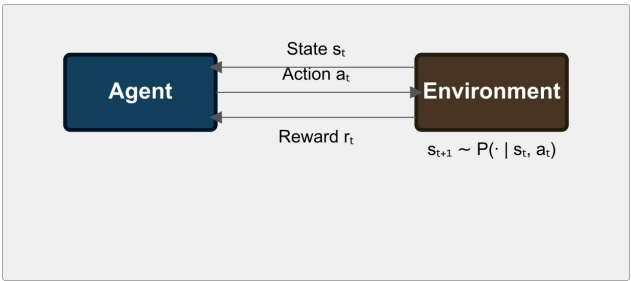 State sₜ
Action aₜ
Agent
Environment
Reward rₜ
sₜ₊₁ ~ P(· | sₜ, aₜ)